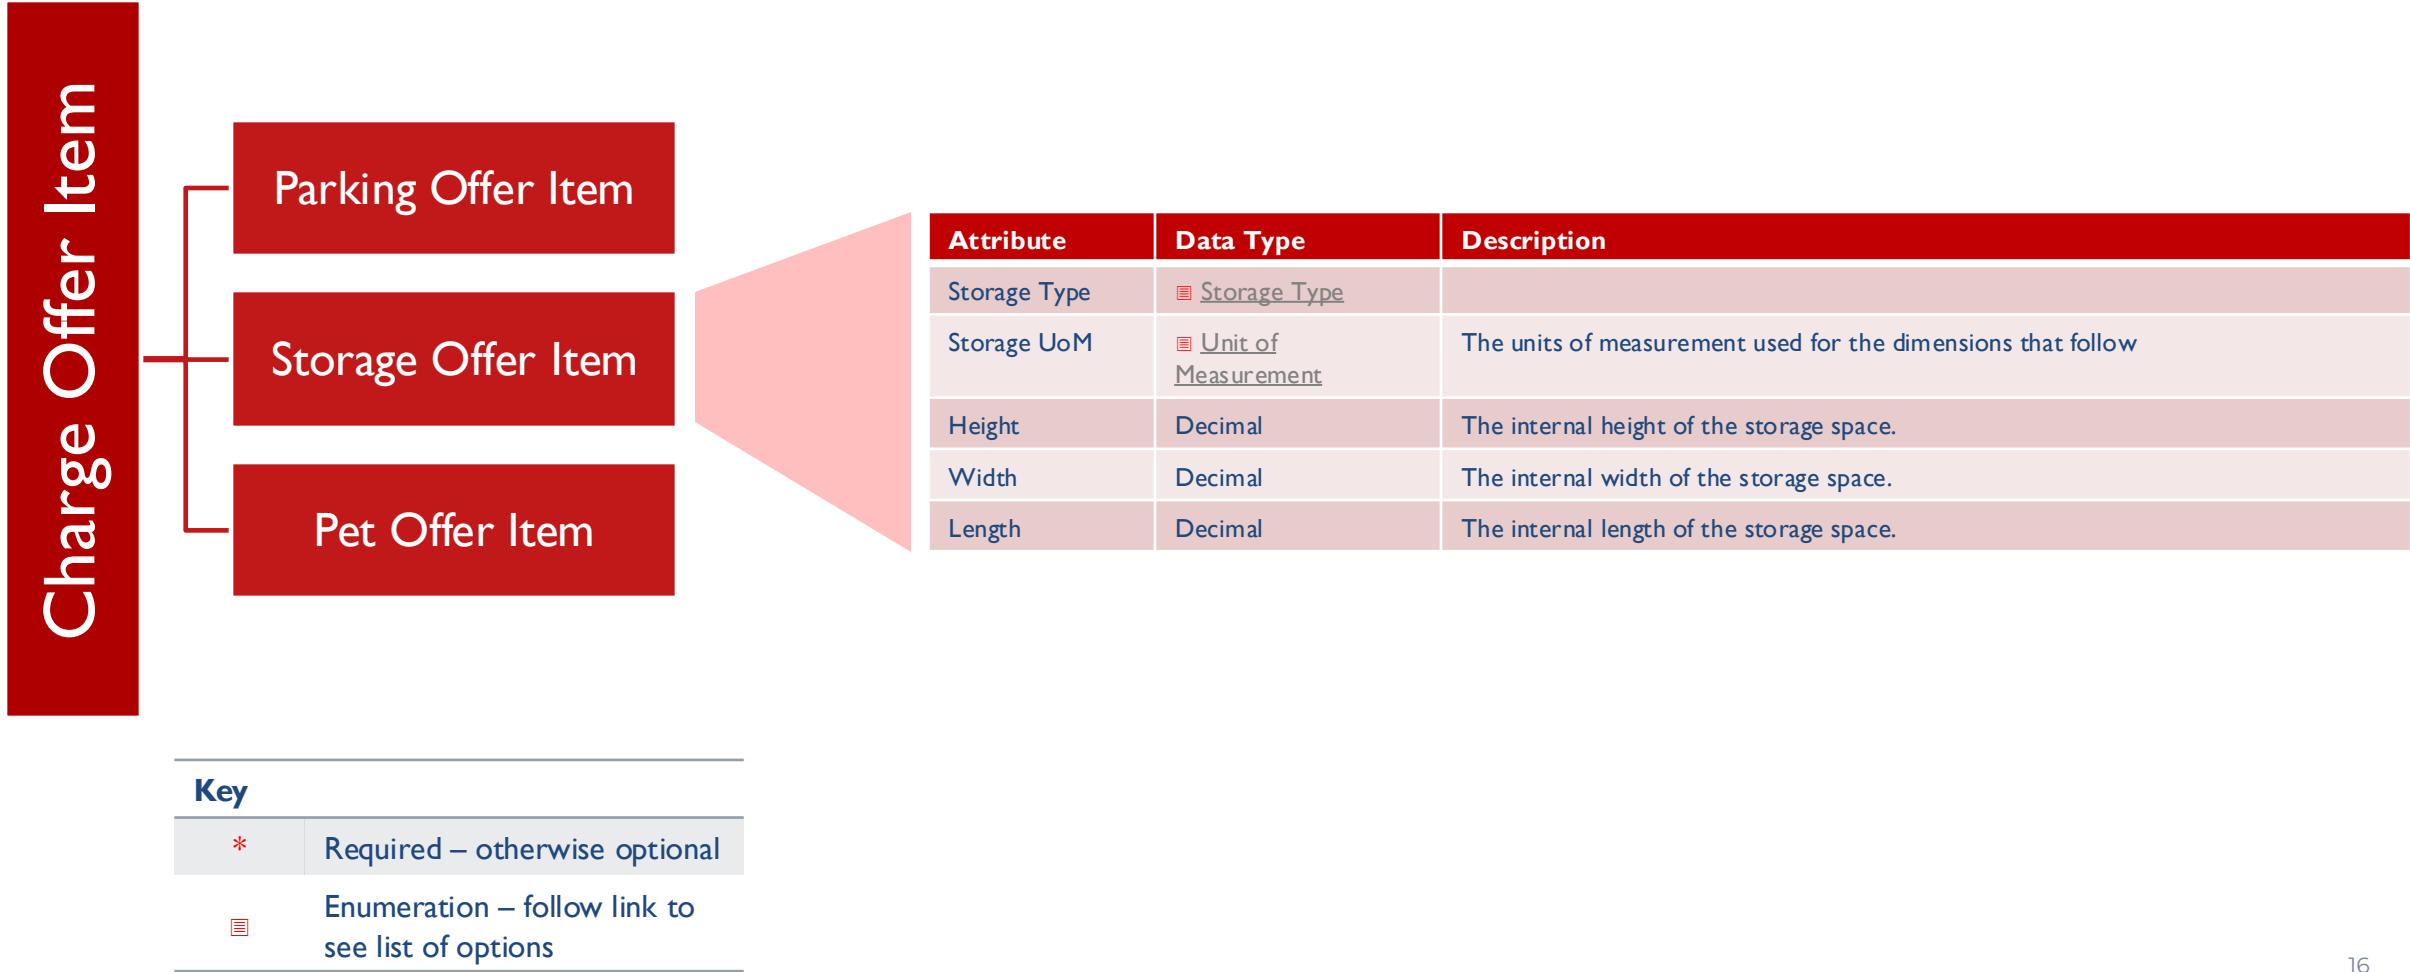 Charge Offer Item
Parking Offer Item
Storage Offer Item
Pet Offer Item
Attribute Data Type Description
Storage Type Storage Type
Storage UoM Unit of The units of measurement used for the dimensions that follow
Measurement
Height Decimal The internal height of the storage space.
Width Decimal The internal width of the storage space.
Length Decimal The internal length of the storage space.
Key
* Required – otherwise optional
Enumeration – follow link to
see list of options
16